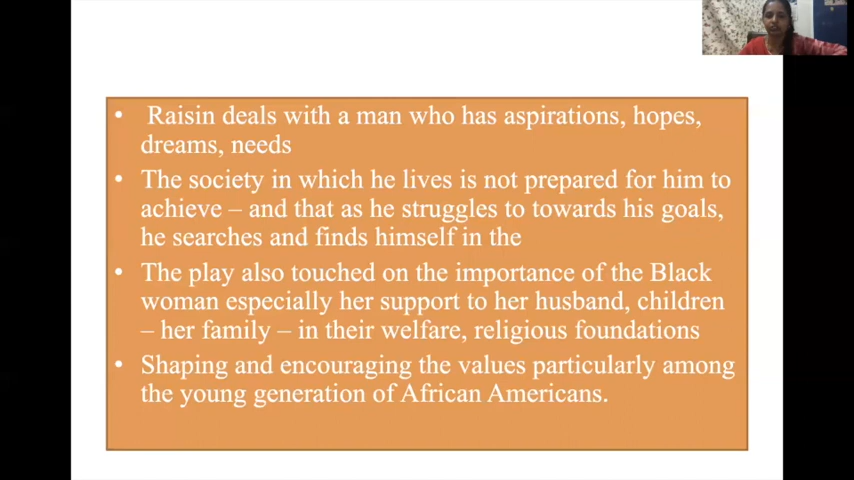 • Raisin deals with a man who has aspirations, hopes,
dreams, needs
• The society in which he lives is not prepared for him to
achieve – and that as he struggles to towards his goals,
he searches and finds himself in the
• The play also touched on the importance of the Black
woman especially her support to her husband, children
– her family – in their welfare, religious foundations
• Shaping and encouraging the values particularly among
the young generation of African Americans.